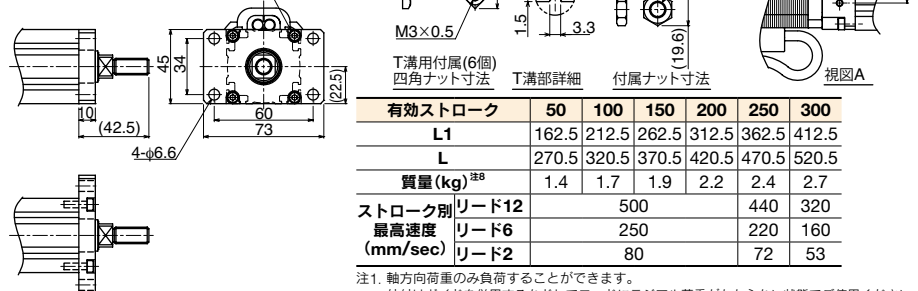 45
34
(22.5)
10
(42.5)
60
73
4-φ6.6
M3×0.5
1.5
3.3
(19.6)
T溝用付属(6個)
四角ナット寸法
T溝部詳細
付属ナット寸法
視図A
有効ストローク 50 100 150 200 250 300
L1 162.5 212.5 262.5 312.5 362.5 412.5
L 270.5 320.5 370.5 420.5 470.5 520.5
質量(kg)注8 1.4 1.7 1.9 2.2 2.4 2.7
ストローク別最高速度(mm/sec) リード12 500 440 320
リード6 250 220 160
リード2 80 72 53
注1. 軸方向荷重のみ負荷することができます。